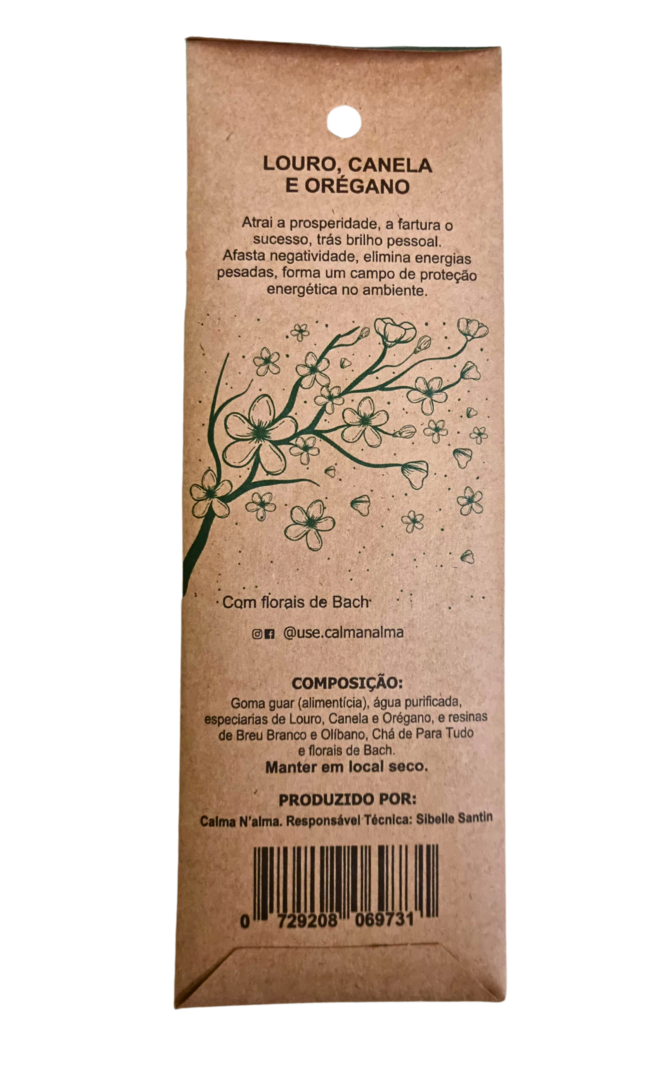 LOURO, CANELA
E ORÉGANO
Atrai a prosperidade, a fartura o
sucesso, trás brilho pessoal.
Afasta negatividade, elimina energias
pesadas, forma um campo de proteção
energética no ambiente.
Com florais de Bach
@use.calmanalma
COMPOSIÇÃO:
Goma guar (alimentícia), água purificada,
especiarias de Louro, Canela e Orégano, e resinas
de Breu Branco e Olíbano, Chá de Para Tudo
e florais de Bach.
Manter em local seco.
PRODUZIDO POR:
Calma N'alma. Responsável Técnica: Sibelle Santin
0 729208 069731